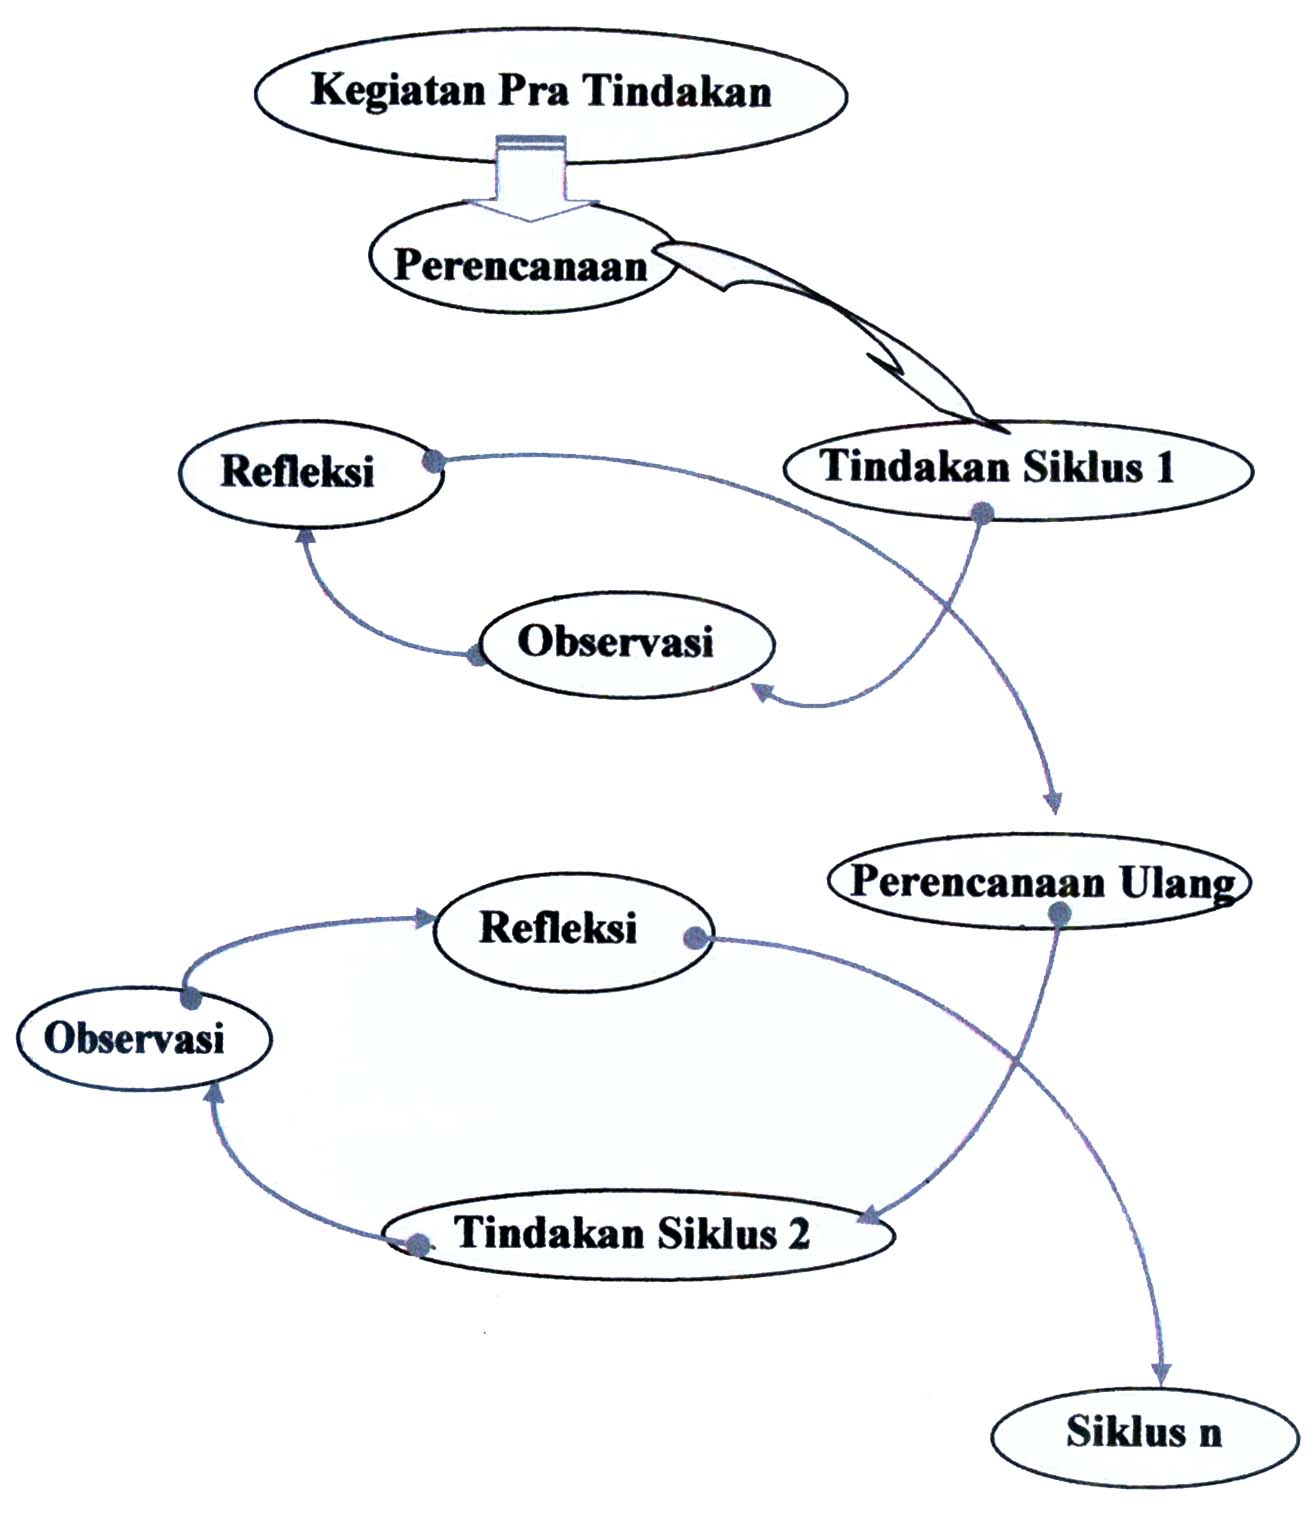 Kegiatan Pra Tindakan
Perencanaan
Tindakan Siklus 1
Refleksi
Observasi
Perencanaan Ulang
Refleksi
Observasi
Tindakan Siklus 2
Siklus n